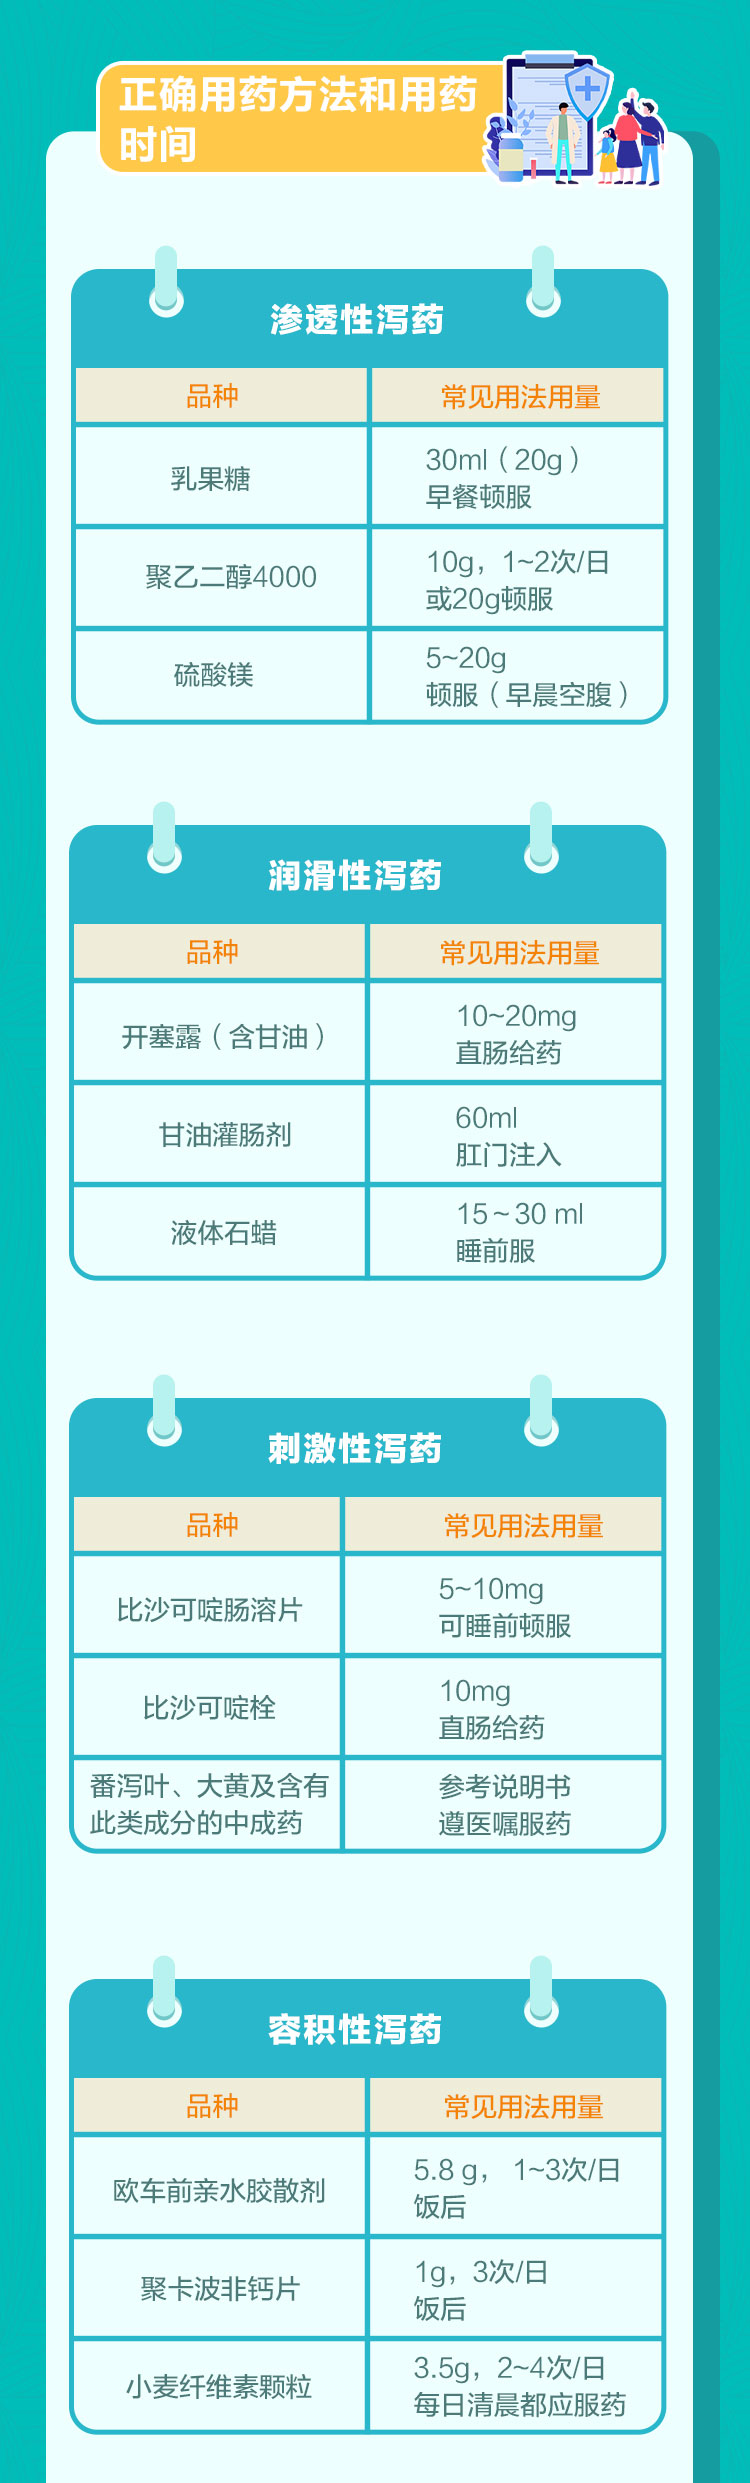 正确用药方法和用药
时间
渗透性泻药
品种
常见用法用量
乳果糖
30ml（20g）
早餐顿服
聚乙二醇4000
10g，1~2次/日
或20g顿服
硫酸镁
5~20g
顿服（早晨空腹）
润滑性泻药
品种
常见用法用量
开塞露（含甘油）
10~20mg
直肠给药
甘油灌肠剂
60ml
肛门注入
液体石蜡
15～30 ml
睡前服
刺激性泻药
品种
常见用法用量
比沙可啶肠溶片
5~10mg
可睡前顿服
比沙可啶栓
10mg
直肠给药
番泻叶、大黄及含有
此类成分的中成药
参考说明书
遵医嘱服药
容积性泻药
品种
常见用法用量
欧车前亲水胶散剂
5.8 g， 1~3次/日
饭后
聚卡波非钙片
1g，3次/日
饭后
小麦纤维素颗粒
3.5g，2~4次/日
每日清晨都应服药